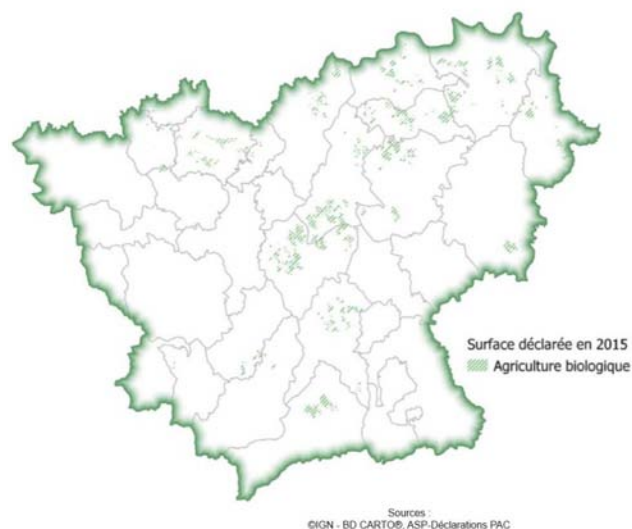 Surface déclarée en 2015
Agriculture biologique
Sources :
©IGN - BD CARTO®, ASP-Déclarations PAC